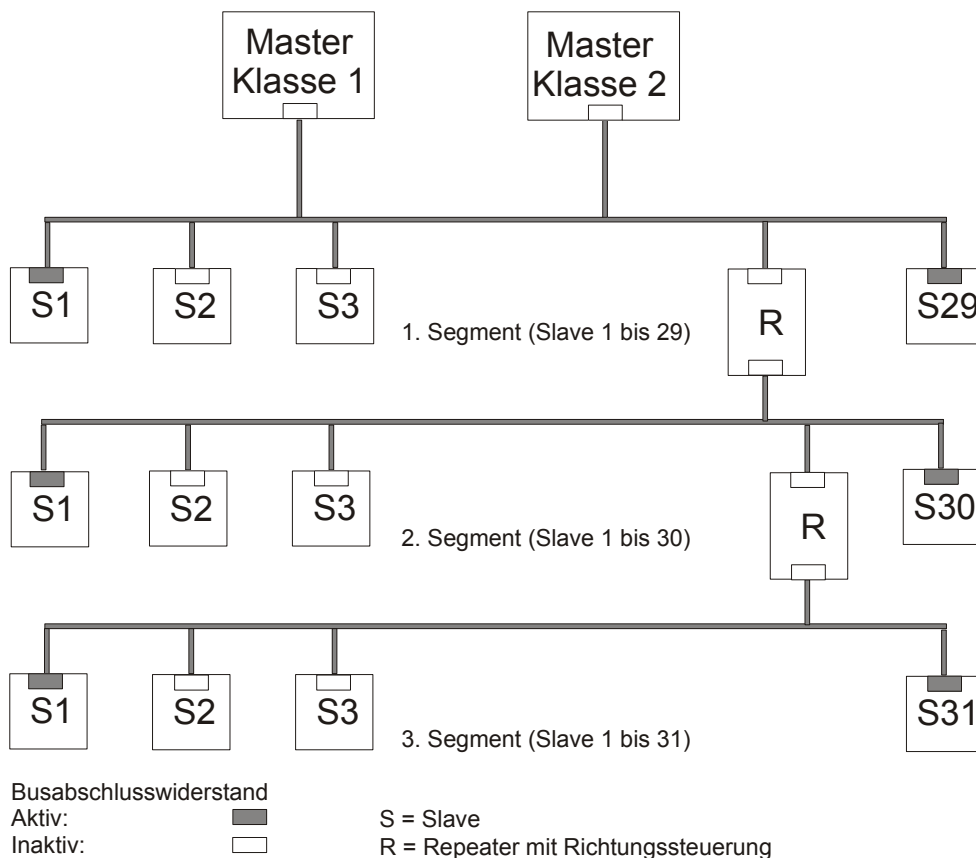 Master
Klasse 1
Master
Klasse 2
S1
S2
S3
1. Segment (Slave 1 bis 29)
R
S29
S1
S2
S3
2. Segment (Slave 1 bis 30)
R
S30
S1
S2
S3
3. Segment (Slave 1 bis 31)
S31
Busabschlusswiderstand
Aktiv:
S = Slave
Inaktiv:
R = Repeater mit Richtungssteuerung